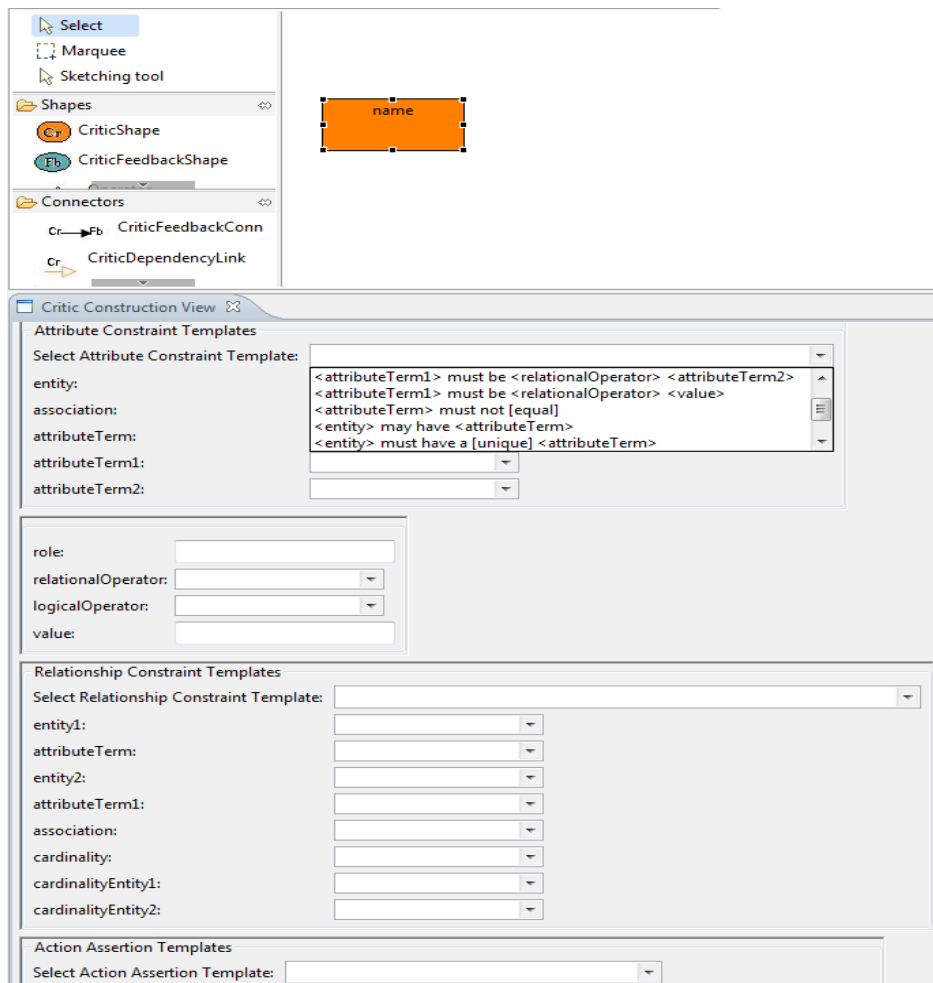 Select
Marquee
Sketching tool
Shapes
Cr CriticShape
Fb CriticFeedbackShape
Connectors
Cr Fb CriticFeedbackConn
Cr CriticDependencyLink
name
Critic Construction View
Attribute Constraint Templates
Select Attribute Constraint Template:
<attributeTerm1> must be <relationalOperator> <attributeTerm2>
<attributeTerm1> must be <relationalOperator> <value>
<attributeTerm> must not [equal]
<entity> may have <attributeTerm>
<entity> must have a [unique] <attributeTerm>
entity:
association:
attributeTerm:
attributeTerm1:
attributeTerm2:
role:
relationalOperator:
logicalOperator:
value:
Relationship Constraint Templates
Select Relationship Constraint Template:
entity1:
attributeTerm:
entity2:
attributeTerm1:
association:
cardinality:
cardinalityEntity1:
cardinalityEntity2:
Action Assertion Templates
Select Action Assertion Template: